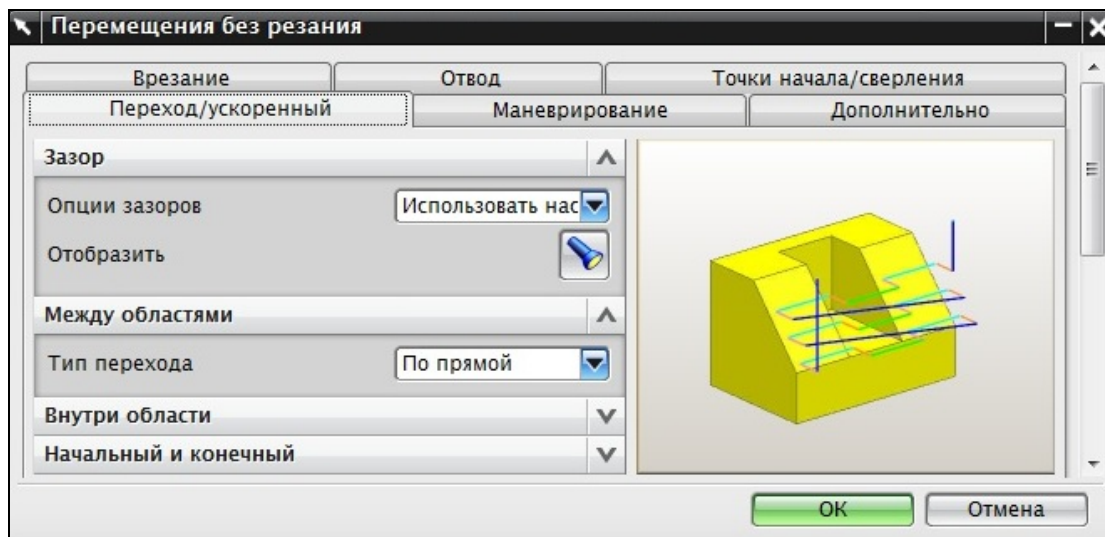 Перемещения без резания
Врезание Отвод Точки начала/сверления
Переход/ускоренный Маневрирование Дополнительно
Зазор
Опции зазоров Использовать нас
Отобразить
Между областями
Тип перехода По прямой
Внутри области
Начальный и конечный
ОК Отмена